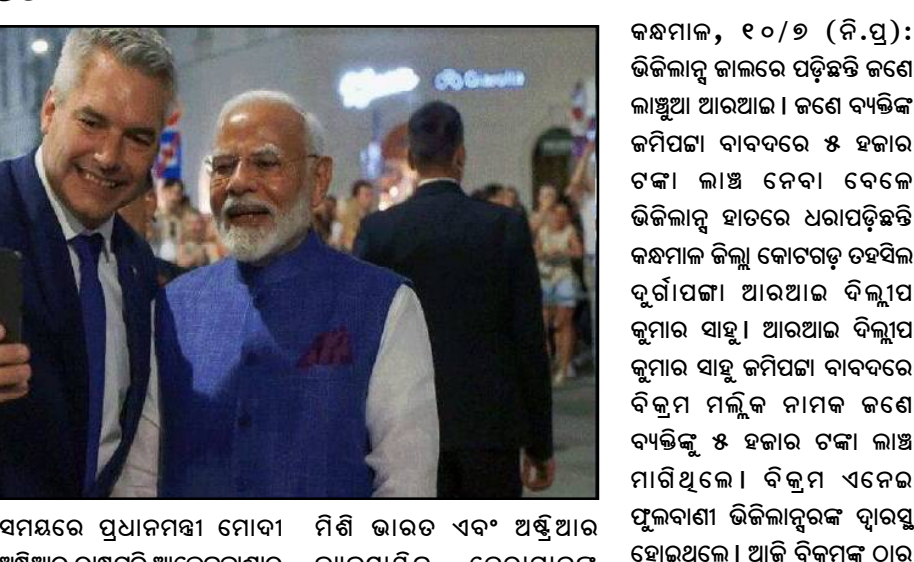 ସମୟରେ ପ୍ରଧାନମନ୍ତ୍ରୀ ମୋଦୀ
ମିଶି ଭାରତ ଏବଂ ଅଷ୍ଟ୍ରିଆର
କନ୍ଧମାଳ, ୧୦/୭ (ନି.ପ୍ର):
ଭିଜିଲାନ୍ସ ଜାଲରେ ପଡ଼ିଛନ୍ତି ଜଣେ
ଲାଞ୍ଚୁଆ ଆରଆଇ। ଜଣେ ବ୍ୟକ୍ତିଙ୍କ
ଜମିପଟ୍ଟା ବାବଦରେ ୫ ହଜାର
ଟଙ୍କା ଲାଞ୍ଚ ନେବା ବେଳେ
ଭିଜିଲାନ୍ସ ହାତରେ ଧରାପଡ଼ିଛନ୍ତି
କନ୍ଧମାଳ ଜିଲ୍ଲା କୋଟଗଡ଼ ତହସିଲ
ଦୁର୍ଗାପଙ୍ଗା ଆରଆଇ ଦିଲ୍ଲୀପ
କୁମାର ସାହୁ। ଆରଆଇ ଦିଲ୍ଲୀପ
କୁମାର ସାହୁ ଜମିପଟ୍ଟା ବାବଦରେ
ବିକ୍ରମ ମଲ୍ଲିକ ନାମକ ଜଣେ
ବ୍ୟକ୍ତିଙ୍କୁ ୫ ହଜାର ଟଙ୍କା ଲାଞ୍ଚ
ମାଗିଥିଲେ। ବିକ୍ରମ ଏନେଇ
ଫୁଲବାଣୀ ଭିଜିଲାନ୍ସରଙ୍କ ଦ୍ୱାରସ୍ଥ
ହୋଇଥିଲେ। ଆଜି ବିକ୍ରମଙ୍କ ଠାରୁ